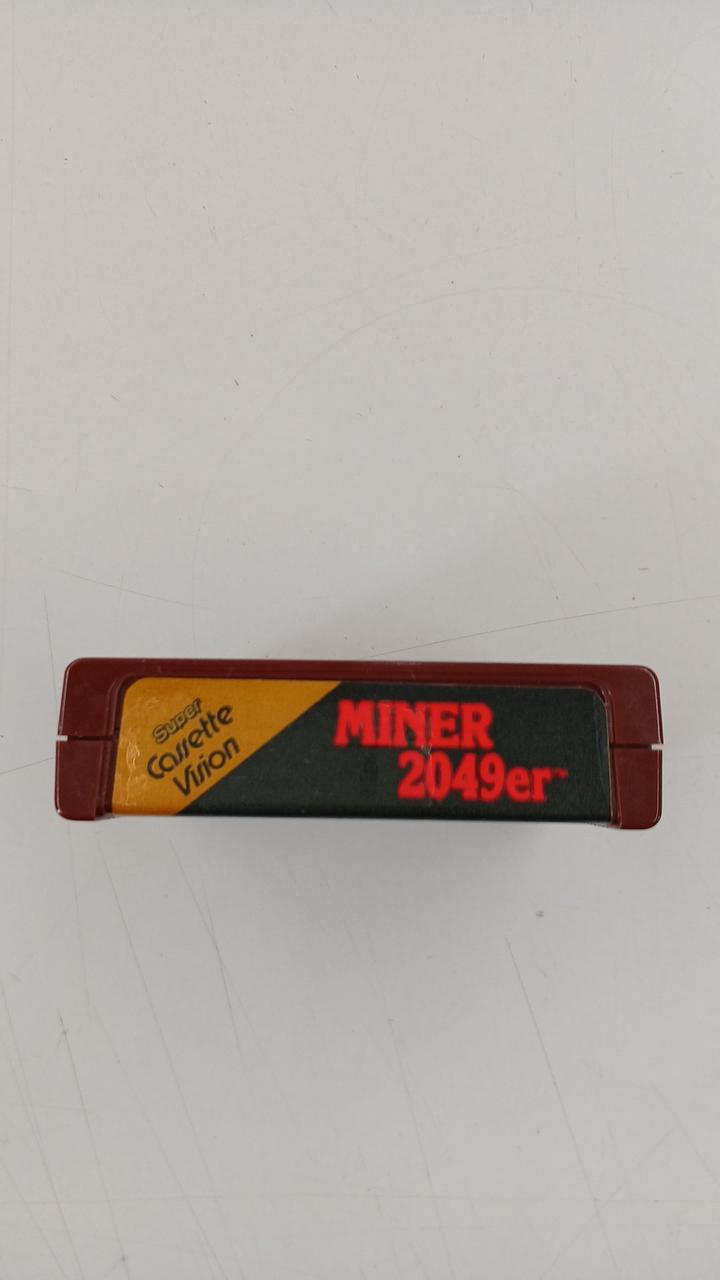 Super
Cassette
Vision
MINER
2049er™